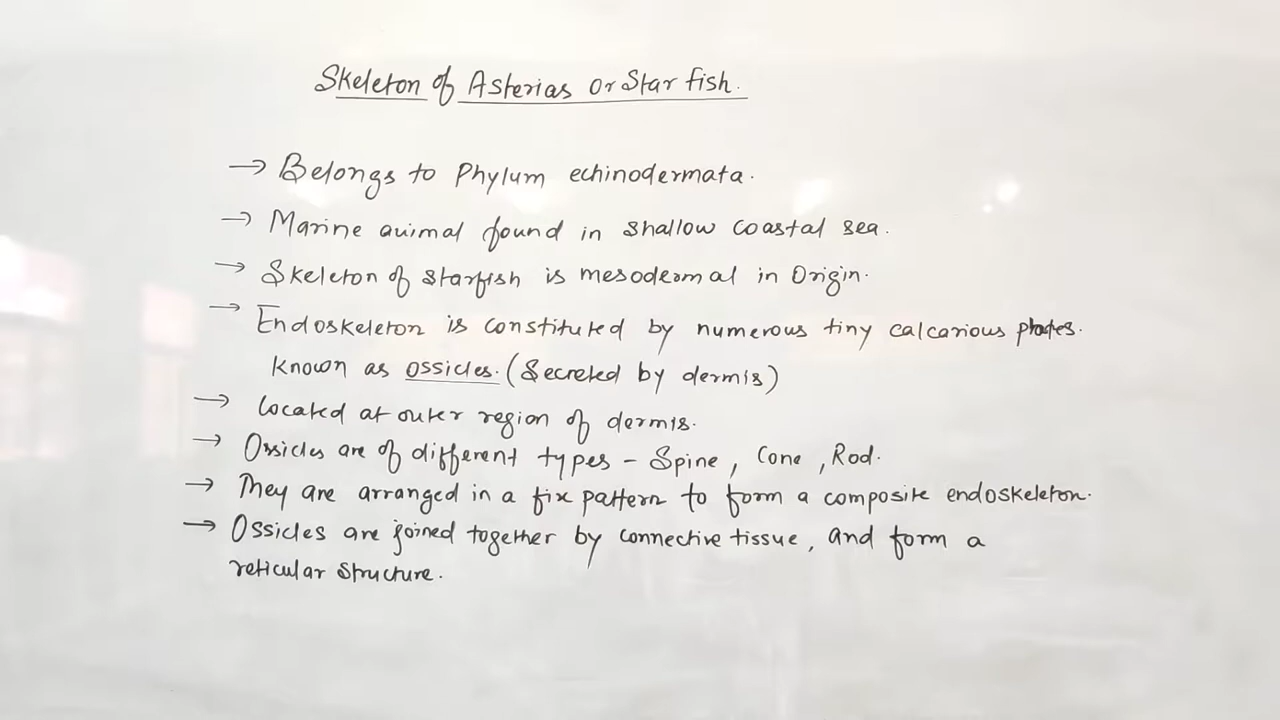 Skeleton of Asterias or Star fish.
→ Belongs to Phylum echinodermata.
→ Marine animal found in shallow coastal sea.
→ Skeleton of starfish is mesodermal in Origin.
→ Endoskeleton is constituted by numerous tiny calcarious plates.
known as ossicles. (Secreted by dermis)
→ located at outer region of dermis.
→ Ossicles are of different types - Spine, Cone, Rod.
→ They are arranged in a fix pattern to form a composite endoskeleton.
→ Ossicles are joined together by connective tissue, and form a
reticular structure.